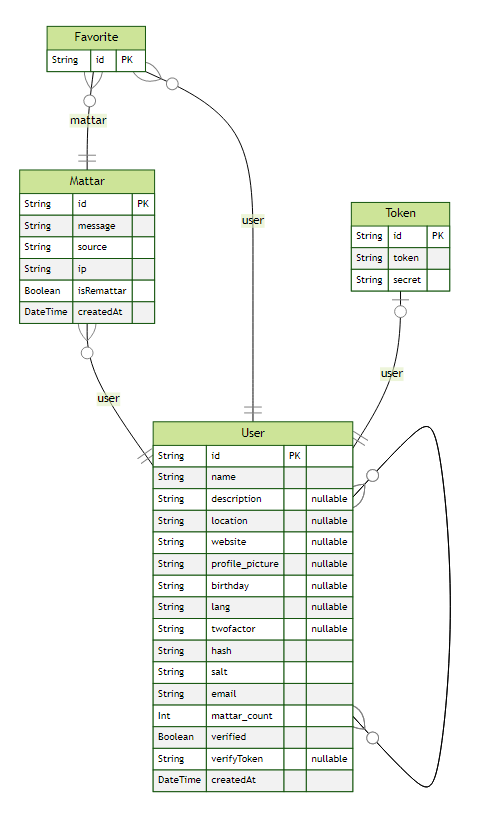 Favorite
String id PK
mattar
user
Mattar
String id PK
String message
String source
String ip
Boolean isRemattar
DateTime createdAt
Token
String id PK
String token
String secret
user
user
User
String id PK
String name
String description nullable
String location nullable
String website nullable
String profile_picture nullable
String birthday nullable
String lang nullable
String twofactor nullable
String hash
String salt
String email
Int mattar_count
Boolean verified
String verifyToken nullable
DateTime createdAt